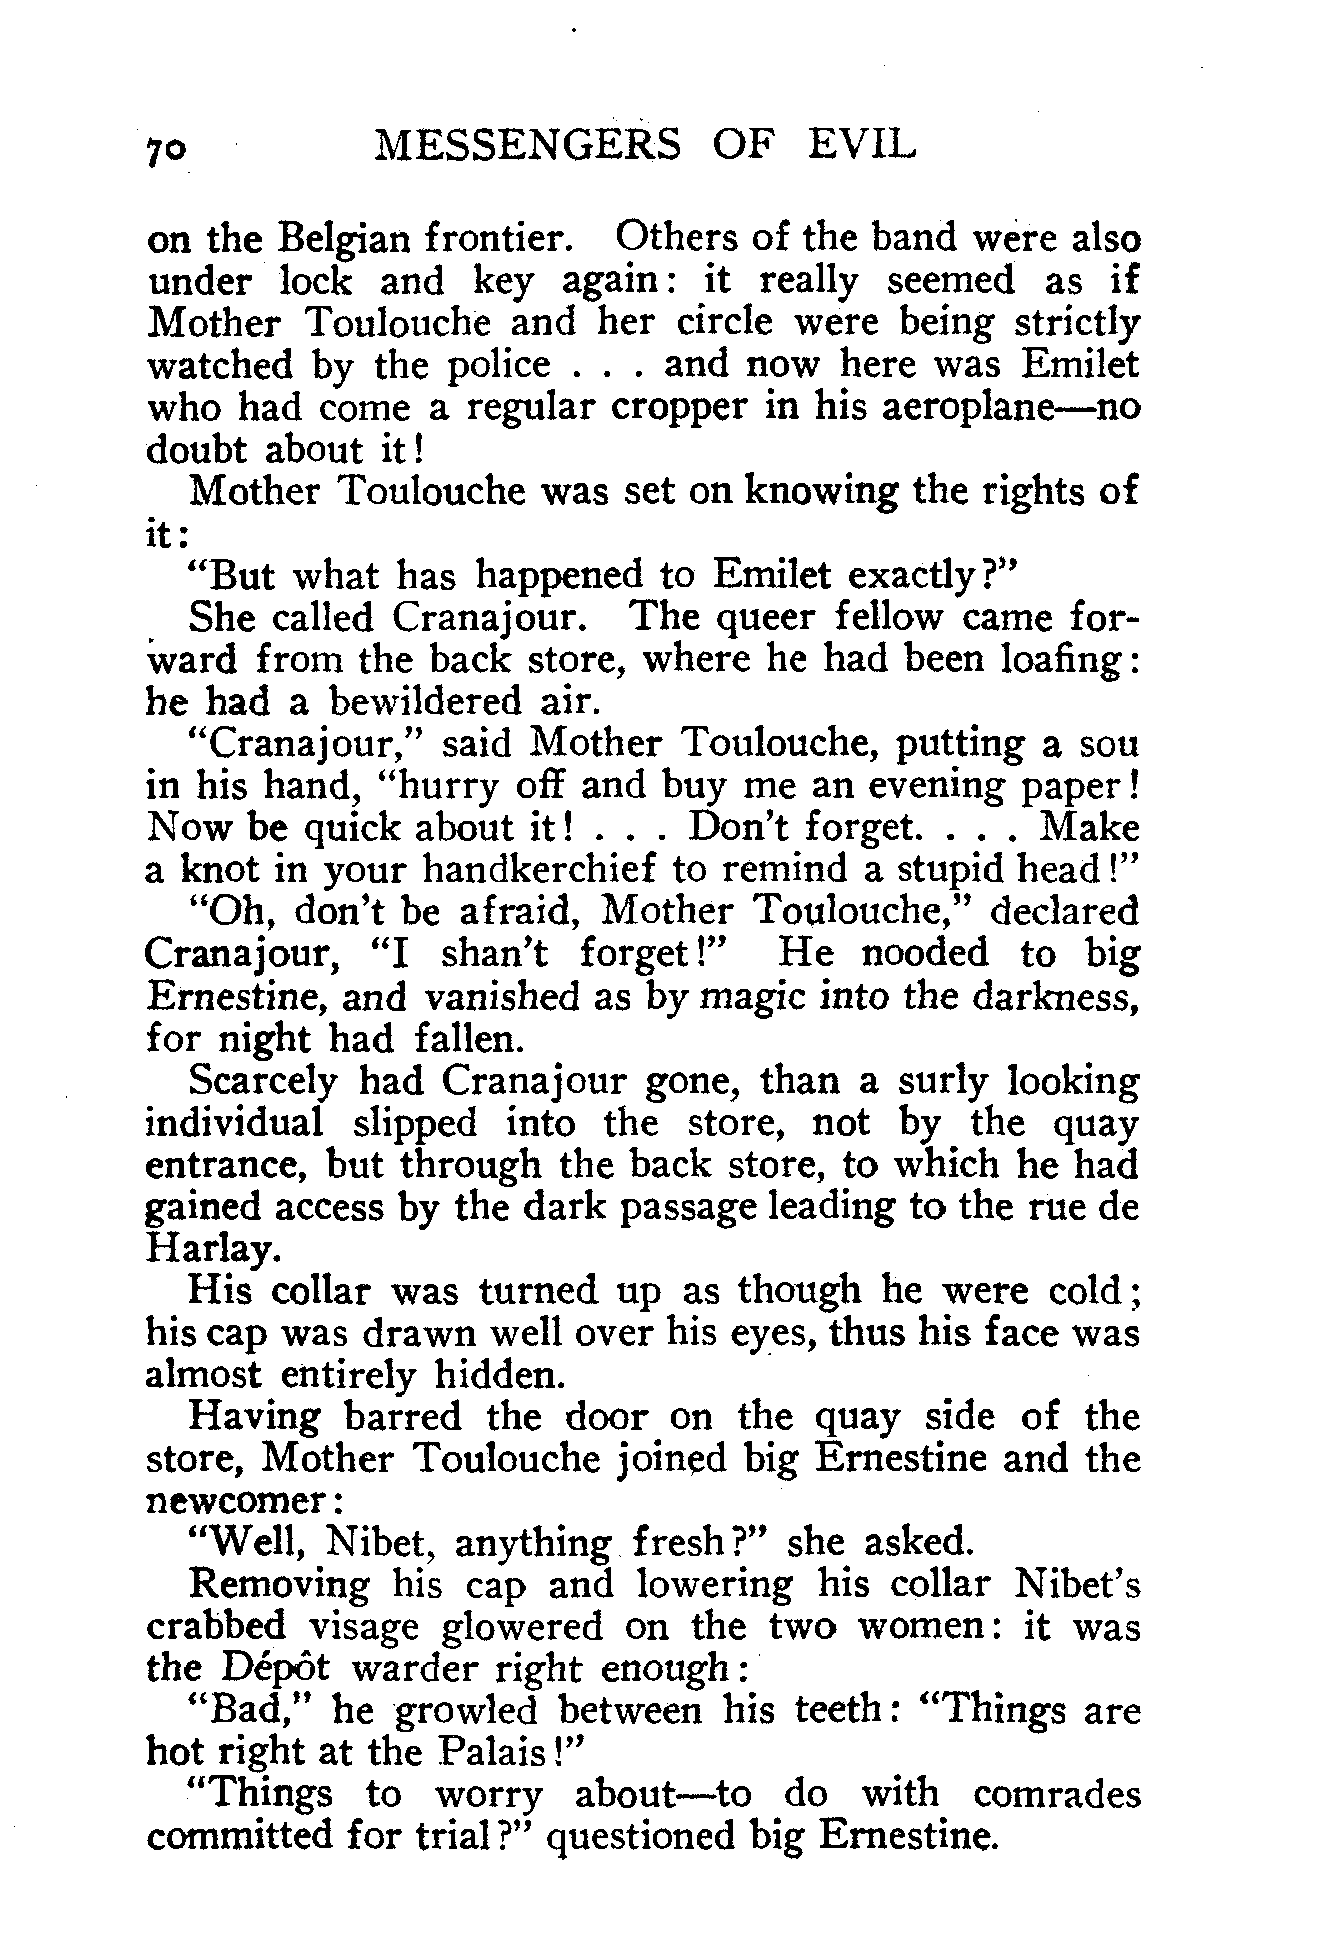 70 MESSENGERS OF EVIL
on the Belgian frontier. Others of the band were also
under lock and key again: it really seemed as if
Mother Toulouche and her circle were being strictly
watched by the police . . . and now here was Emilet
who had come a regular cropper in his aeroplane—no
doubt about it!
Mother Toulouche was set on knowing the rights of
it:
“But what has happened to Emilet exactly?”
She called Cranajour. The queer fellow came for-
ward from the back store, where he had been loafing:
he had a bewildered air.
“Cranajour,” said Mother Toulouche, putting a sou
in his hand, “hurry off and buy me an evening paper!
Now be quick about it! . . . Don’t forget. . . . Make
a knot in your handkerchief to remind a stupid head!”
“Oh, don’t be afraid, Mother Toulouche,” declared
Cranajour, “I shan’t forget!” He nooded to big
Ernestine, and vanished as by magic into the darkness,
for night had fallen.
Scarcely had Cranajour gone, than a surly looking
individual slipped into the store, not by the quay
entrance, but through the back store, to which he had
gained access by the dark passage leading to the rue de
Harlay.
His collar was turned up as though he were cold;
his cap was drawn well over his eyes, thus his face was
almost entirely hidden.
Having barred the door on the quay side of the
store, Mother Toulouche joined big Ernestine and the
newcomer:
“Well, Nibet, anything fresh?” she asked.
Removing his cap and lowering his collar Nibet’s
crabbed visage glowered on the two women: it was
the Dépôt warder right enough:
“Bad,” he growled between his teeth: “Things are
hot right at the Palais!”
“Things to worry about—to do with comrades
committed for trial?” questioned big Ernestine.